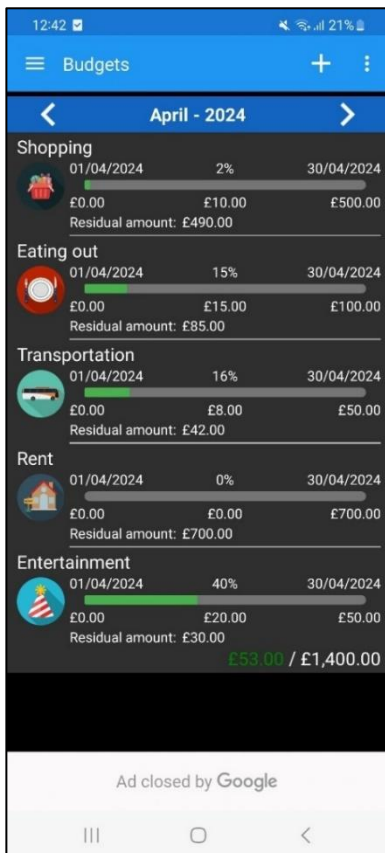 12:42 21%
Budgets
April - 2024
Shopping
01/04/2024 2% 30/04/2024
£0.00 £10.00 £500.00
Residual amount: £490.00
Eating out
01/04/2024 15% 30/04/2024
£0.00 £15.00 £100.00
Residual amount: £85.00
Transportation
01/04/2024 16% 30/04/2024
£0.00 £8.00 £50.00
Residual amount: £42.00
Rent
01/04/2024 0% 30/04/2024
£0.00 £0.00 £700.00
Residual amount: £700.00
Entertainment
01/04/2024 40% 30/04/2024
£0.00 £20.00 £50.00
Residual amount: £30.00
£53.00 / £1,400.00
Ad closed by Google